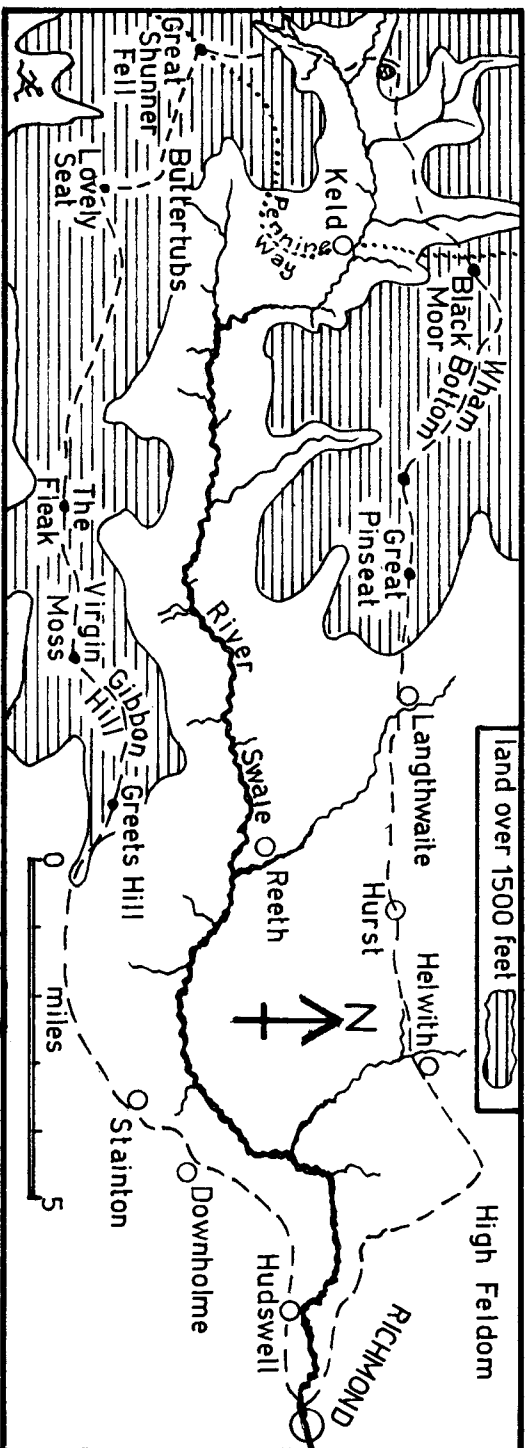 land over 1500 feet
Great
Shunner
Fell
Buttertubs
Lovely
Seat
Keld
Pennine
Way
Black
Moor
Wham
Bottom
Great
Pinseat
The
Fleak
Virgin
Moss
Gibbon
Hill
Greets Hill
River
Swale
Langthwaite
Reeth
Hurst
Helwith
N
High Feldom
0
miles
5
Stainton
Downholme
Hudswell
RICHMOND